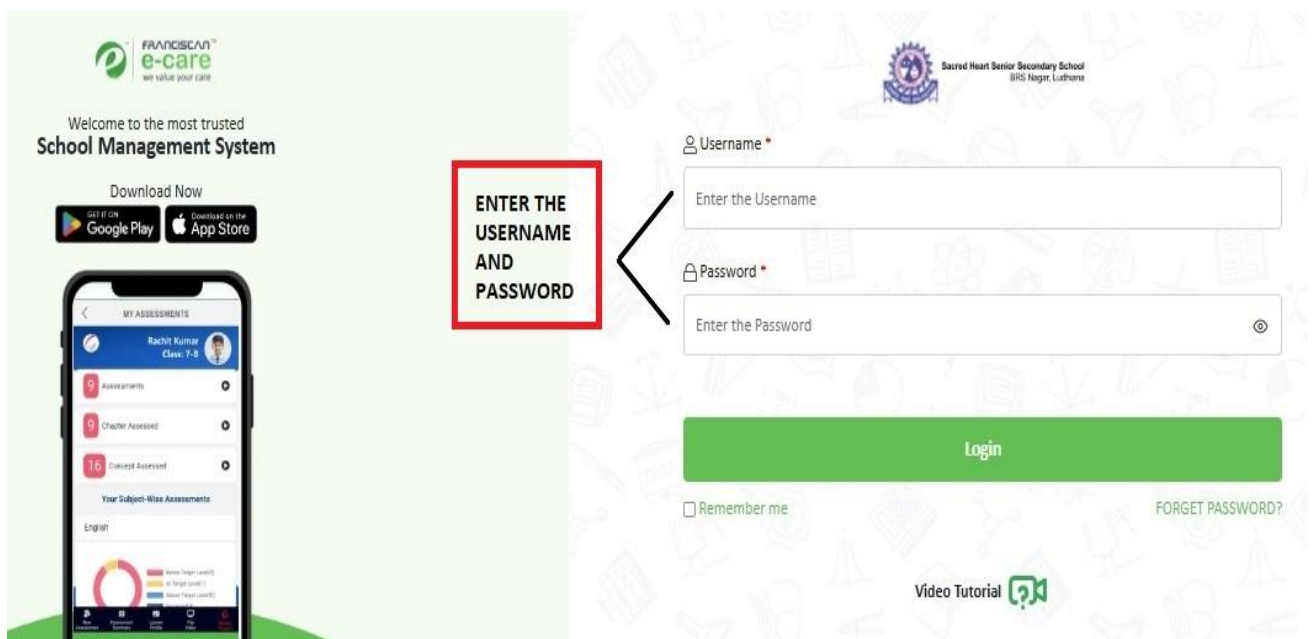 FRANCISCAN™
e-care
we value your care
Welcome to the most trusted
School Management System
Download Now
GET IT ON
Google Play
Download on the
App Store
MY ASSESSMENTS
Rachit Kumar
Class: 7-B
9 Assessments
9 Chapter Assessed
16 Concept Assessed
Your Subject-Wise Assessments
English
ENTER THE
USERNAME
AND
PASSWORD
Sacred Heart Senior Secondary School
BRS Nagar, Ludhiana
Username *
Enter the Username
Password *
Enter the Password
Login
Remember me
FORGET PASSWORD?
Video Tutorial